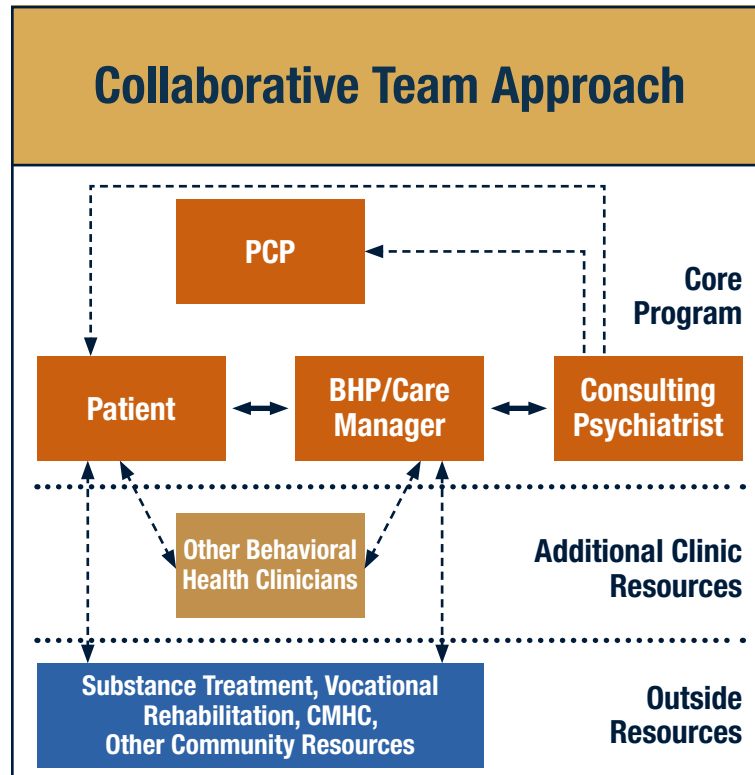 Collaborative Team Approach
PCP
Core
Program
Patient
BHP/Care
Manager
Consulting
Psychiatrist
Other Behavioral
Health Clinicians
Additional Clinic
Resources
Substance Treatment, Vocational
Rehabilitation, CMHC,
Other Community Resources
Outside
Resources